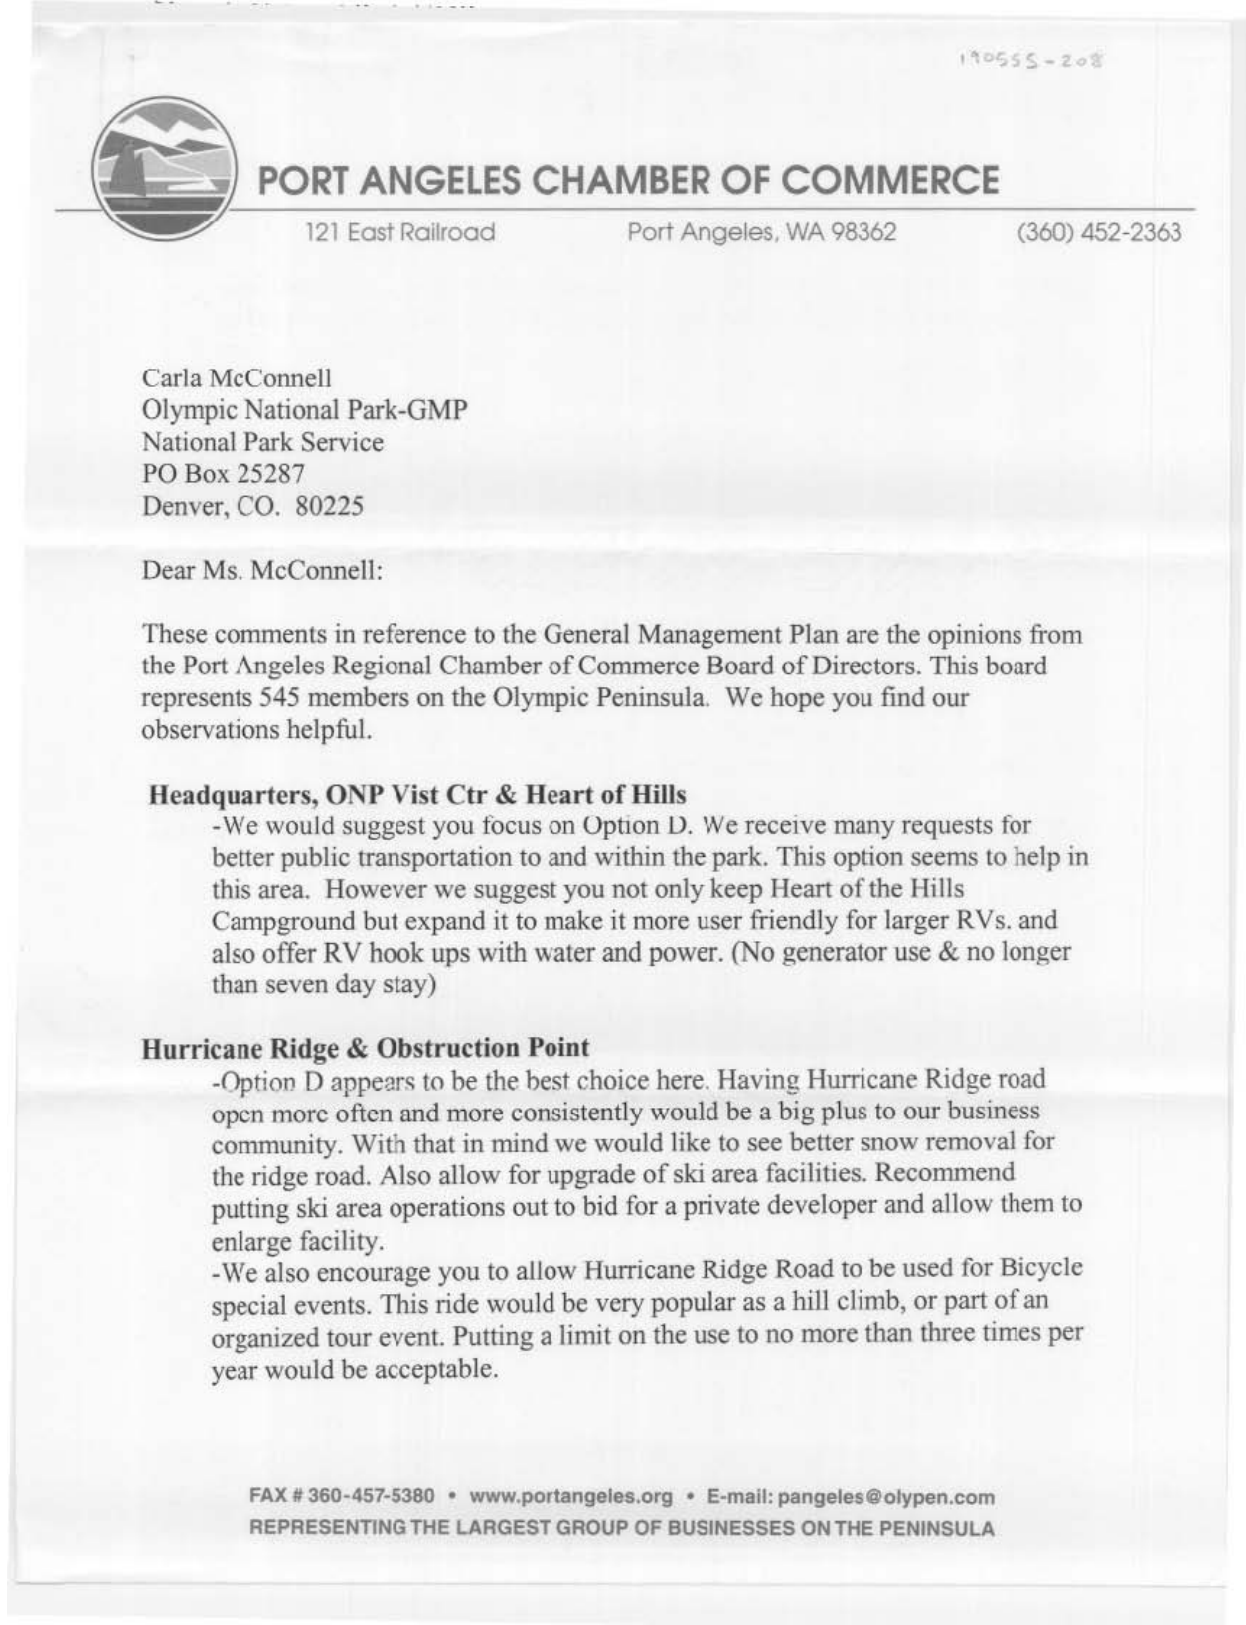 190555-208
PORT ANGELES CHAMBER OF COMMERCE
121 East Railroad Port Angeles, WA 98362 (360) 452-2363
Carla McConnell
Olympic National Park-GMP
National Park Service
PO Box 25287
Denver, CO. 80225
Dear Ms. McConnell:
These comments in reference to the General Management Plan are the opinions from
the Port Angeles Regional Chamber of Commerce Board of Directors. This board
represents 545 members on the Olympic Peninsula. We hope you find our
observations helpful.
Headquarters, ONP Vist Ctr & Heart of Hills
-We would suggest you focus on Option D. We receive many requests for
better public transportation to and within the park. This option seems to help in
this area. However we suggest you not only keep Heart of the Hills
Campground but expand it to make it more user friendly for larger RVs. and
also offer RV hook ups with water and power. (No generator use & no longer
than seven day stay)
Hurricane Ridge & Obstruction Point
-Option D appears to be the best choice here. Having Hurricane Ridge road
open more often and more consistently would be a big plus to our business
community. With that in mind we would like to see better snow removal for
the ridge road. Also allow for upgrade of ski area facilities. Recommend
putting ski area operations out to bid for a private developer and allow them to
enlarge facility.
-We also encourage you to allow Hurricane Ridge Road to be used for Bicycle
special events. This ride would be very popular as a hill climb, or part of an
organized tour event. Putting a limit on the use to no more than three times per
year would be acceptable.
FAX # 360-457-5380 • www.portangeles.org • E-mail: pangeles@olypen.com
REPRESENTING THE LARGEST GROUP OF BUSINESSES ON THE PENINSULA